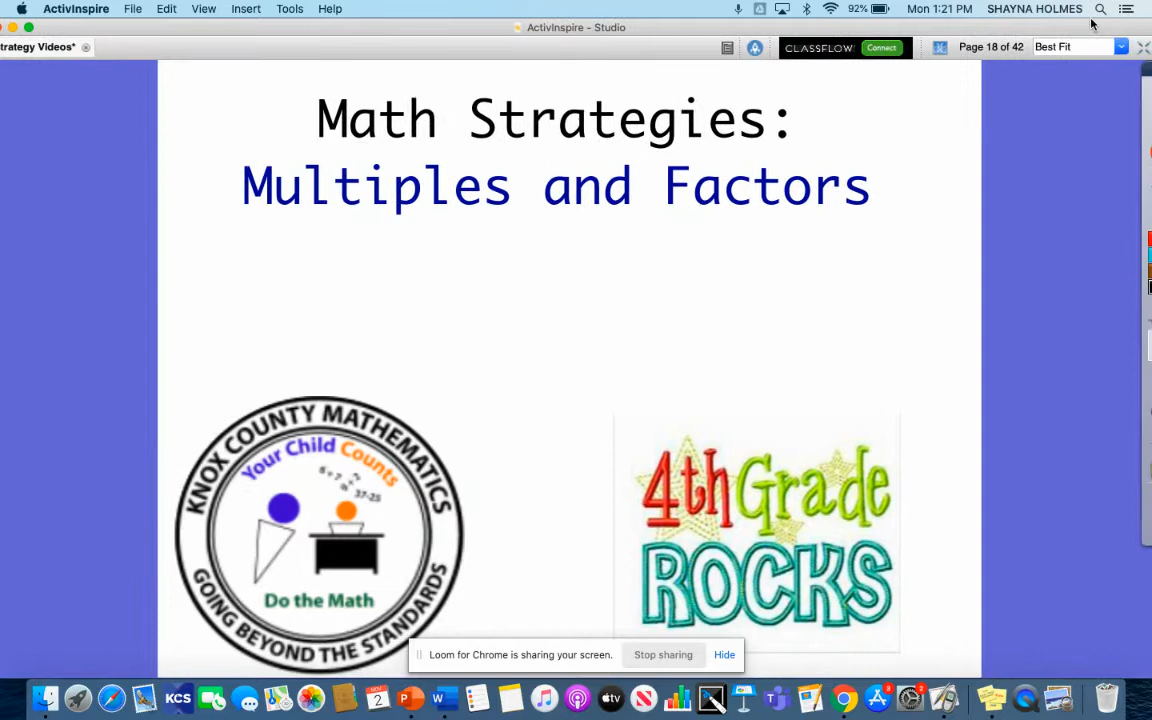 ActivInspire File Edit View Insert Tools Help 92% Mon 1:21 PM SHAYNA HOLMES
ActivInspire - Studio
trategy Videos* CLASSFLOW Connect Page 18 of 42 Best Fit
Math Strategies:
Multiples and Factors
KNOX COUNTY MATHEMATICS
Your Child Counts
37-25
Do the Math
GOING BEYOND THE STANDARDS
4th Grade
ROCKS
Loom for Chrome is sharing your screen. Stop sharing Hide
KCS